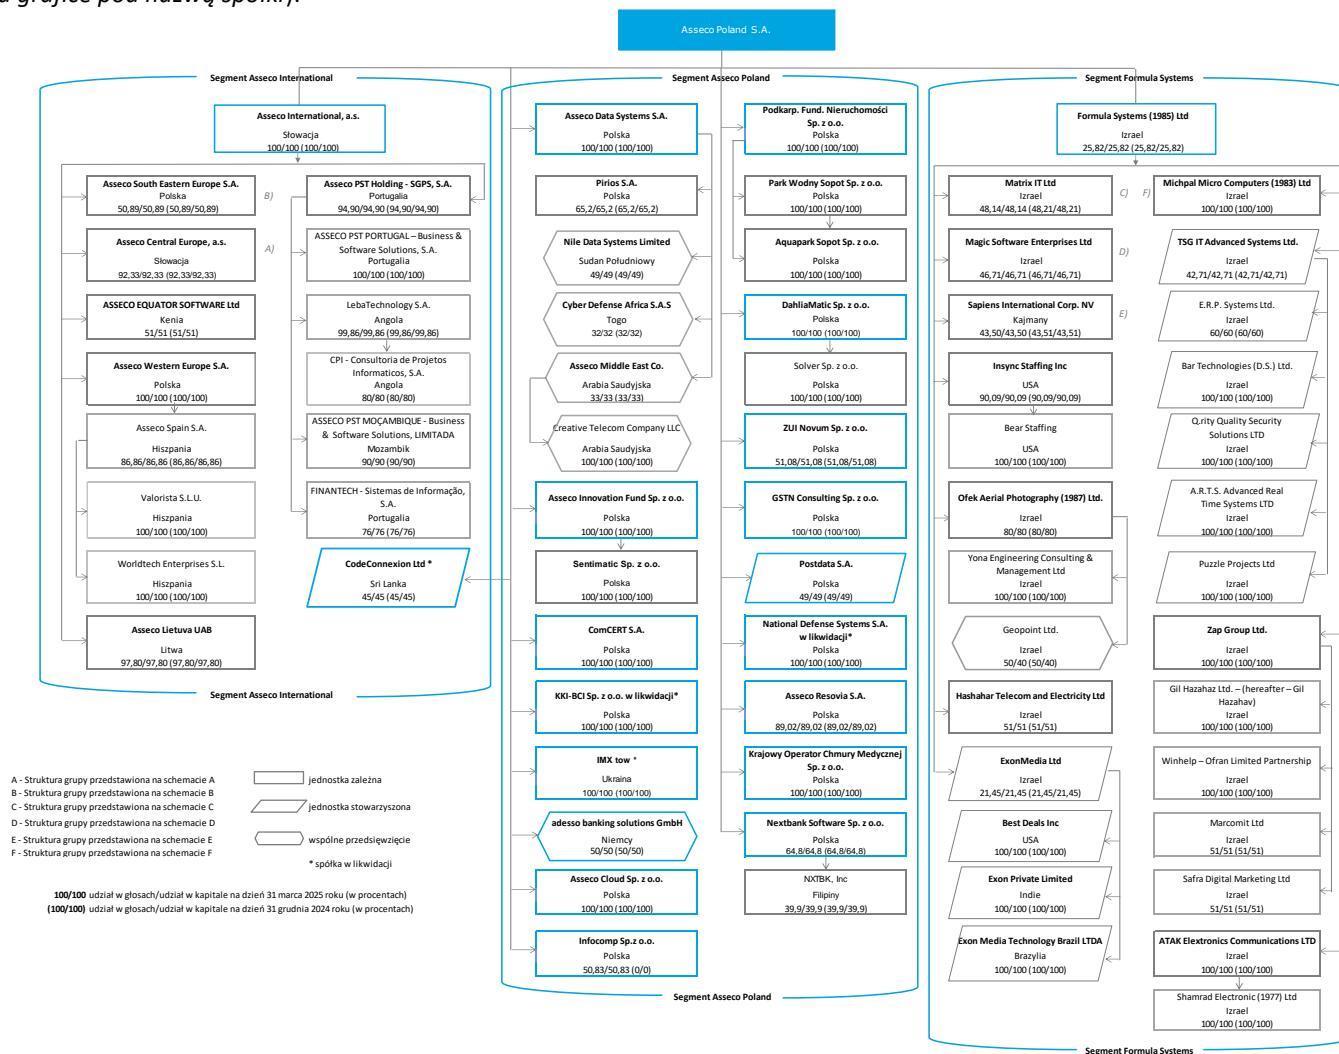 na grafice pod nazwą spółki).
Asseco Poland S.A.
Segment Asseco International
Asseco International, a.s.
Słowacja
100/100 (100/100)
Asseco South Eastern Europe S.A.
Polska
50,89/50,89 (50,89/50,89)
B)
Asseco Central Europe, a.s.
Słowacja
92,33/92,33 (92,33/92,33)
A)
ASSECO EQUATOR SOFTWARE Ltd
Kenia
51/51 (51/51)
Asseco Western Europe S.A.
Polska
100/100 (100/100)
Asseco Spain S.A.
Hiszpania
86,86/86,86 (86,86/86,86)
Valorista S.L.U.
Hiszpania
100/100 (100/100)
Worldtech Enterprises S.L.
Hiszpania
100/100 (100/100)
Asseco Lietuva UAB
Litwa
97,80/97,80 (97,80/97,80)
Asseco PST Holding - SGPS, S.A.
Portugalia
94,90/94,90 (94,90/94,90)
ASSECO PST PORTUGAL – Business &
Software Solutions, S.A.
Portugalia
100/100 (100/100)
LebaTechnology S.A.
Angola
99,86/99,86 (99,86/99,86)
CPI - Consultoria de Projetos
Informaticos, S.A.
Angola
80/80 (80/80)
ASSECO PST MOÇAMBIQUE - Business
& Software Solutions, LIMITADA
Mozambik
90/90 (90/90)
FINANTECH - Sistemas de Informação,
S.A.
Portugalia
76/76 (76/76)
CodeConnexion Ltd *
Sri Lanka
45/45 (45/45)
Segment Asseco International
Segment Asseco Poland
Asseco Data Systems S.A.
Polska
100/100 (100/100)
Pirios S.A.
65,2/65,2 (65,2/65,2)
Nile Data Systems Limited
Sudan Południowy
49/49 (49/49)
Cyber Defense Africa S.A.S
Togo
32/32 (32/32)
Asseco Middle East Co.
Arabia Saudyjska
33/33 (33/33)
Creative Telecom Company LLC
Arabia Saudyjska
100/100 (100/100)
Asseco Innovation Fund Sp. z o.o.
Polska
100/100 (100/100)
Sentimatic Sp. z o.o.
Polska
100/100 (100/100)
ComCERT S.A.
Polska
100/100 (100/100)
KKI-BCI Sp. z o.o. w likwidacji*
Polska
100/100 (100/100)
IMX tow *
Ukraina
100/100 (100/100)
adesso banking solutions GmbH
Niemcy
50/50 (50/50)
Asseco Cloud Sp. z o.o.
Polska
100/100 (100/100)
Infocomp Sp.z o.o.
Polska
50,83/50,83 (0/0)
Podkarp. Fund. Nieruchomości
Sp. z o.o.
Polska
100/100 (100/100)
Park Wodny Sopot Sp. z o.o.
Polska
100/100 (100/100)
Aquapark Sopot Sp. z o.o.
Polska
100/100 (100/100)
DahliaMatic Sp. z o.o.
Polska
100/100 (100/100)
Solver Sp. z o.o.
Polska
100/100 (100/100)
ZUI Novum Sp. z o.o.
Polska
51,08/51,08 (51,08/51,08)
GSTN Consulting Sp. z o.o.
Polska
100/100 (100/100)
Postdata S.A.
Polska
49/49 (49/49)
National Defense Systems S.A.
w likwidacji*
Polska
100/100 (100/100)
Asseco Resovia S.A.
Polska
89,02/89,02 (89,02/89,02)
Krajowy Operator Chmury Medycznej
Sp. z o.o.
Polska
100/100 (100/100)
Nextbank Software Sp. z o.o.
Polska
64,8/64,8 (64,8/64,8)
NXTBK, Inc
Filipiny
39,9/39,9 (39,9/39,9)
Segment Asseco Poland
Segment Formula Systems
Formula Systems (1985) Ltd
Izrael
25,82/25,82 (25,82/25,82)
Matrix IT Ltd
Izrael
48,14/48,14 (48,21/48,21)
C)
Magic Software Enterprises Ltd
Izrael
46,71/46,71 (46,71/46,71)
D)
Sapiens International Corp. NV
Kajmany
43,50/43,50 (43,51/43,51)
E)
Insync Staffing Inc
USA
90,09/90,09 (90,09/90,09)
Bear Staffing
USA
100/100 (100/100)
Ofek Aerial Photography (1987) Ltd.
Izrael
80/80 (80/80)
Yona Engineering Consulting &
Management Ltd
Izrael
100/100 (100/100)
Geopoint Ltd.
Izrael
50/40 (50/40)
Hashahar Telecom and Electricity Ltd
Izrael
51/51 (51/51)
ExonMedia Ltd
Izrael
21,45/21,45 (21,45/21,45)
Best Deals Inc
USA
100/100 (100/100)
Exon Private Limited
Indie
100/100 (100/100)
Exon Media Technology Brazil LTDA
Brazylia
100/100 (100/100)
F)
Michpal Micro Computers (1983) Ltd
Izrael
100/100 (100/100)
TSG IT Advanced Systems Ltd.
Izrael
42,71/42,71 (42,71/42,71)
E.R.P. Systems Ltd.
Izrael
60/60 (60/60)
Bar Technologies (D.S.) Ltd.
Izrael
100/100 (100/100)
Q.rity Quality Security
Solutions LTD
Izrael
100/100 (100/100)
A.R.T.S. Advanced Real
Time Systems LTD
Izrael
100/100 (100/100)
Puzzle Projects Ltd
Izrael
100/100 (100/100)
Zap Group Ltd.
Izrael
100/100 (100/100)
Gil Hazahaz Ltd. – (hereafter – Gil
Hazahav)
Izrael
100/100 (100/100)
Winhelp – Ofran Limited Partnership
Izrael
100/100 (100/100)
Marcomit Ltd
Izrael
51/51 (51/51)
Safra Digital Marketing Ltd
Izrael
51/51 (51/51)
ATAK Elextronics Communications LTD
Izrael
100/100 (100/100)
Shamrad Electronic (1977) Ltd
Izrael
100/100 (100/100)
Segment Formula Systems
A - Struktura grupy przedstawiona na schemacie A
B - Struktura grupy przedstawiona na schemacie B
C - Struktura grupy przedstawiona na schemacie C
D - Struktura grupy przedstawiona na schemacie D
E - Struktura grupy przedstawiona na schemacie E
F - Struktura grupy przedstawiona na schemacie F
jednostka zależna
jednostka stowarzyszona
wspólne przedsięwzięcie
* spółka w likwidacji
100/100 udział w głosach/udział w kapitale na dzień 31 marca 2025 roku (w procentach)
(100/100) udział w głosach/udział w kapitale na dzień 31 grudnia 2024 roku (w procentach)